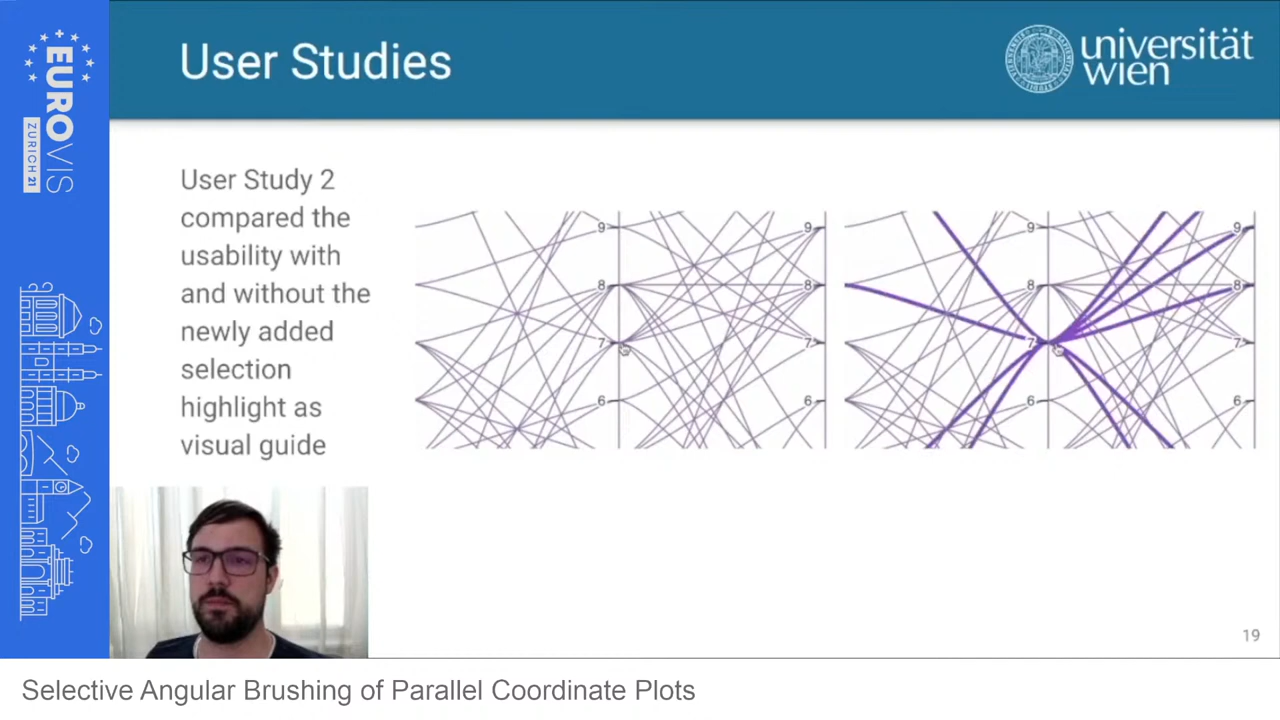 EUROVIS
ZURICH 21
User Studies
universität
wien
User Study 2
compared the
usability with
and without the
newly added
selection
highlight as
visual guide
9 9 9 9
8 8 8 8
7 7 7 7
6 6 6 6
19
Selective Angular Brushing of Parallel Coordinate Plots